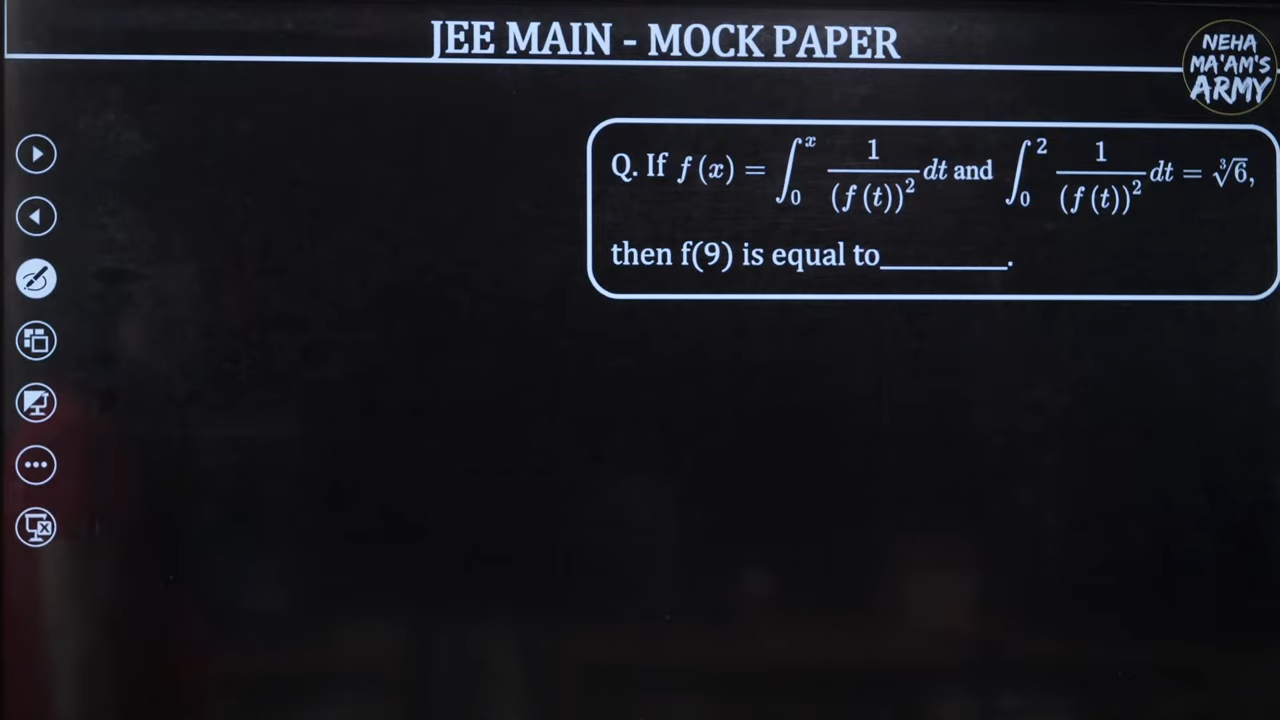 JEE MAIN - MOCK PAPER
NEHA
MA'AM'S
ARMY
Q. If f(x) = ∫₀ˣ 1/(f(t))² dt and ∫₀² 1/(f(t))² dt = ∛6,
then f(9) is equal to________.